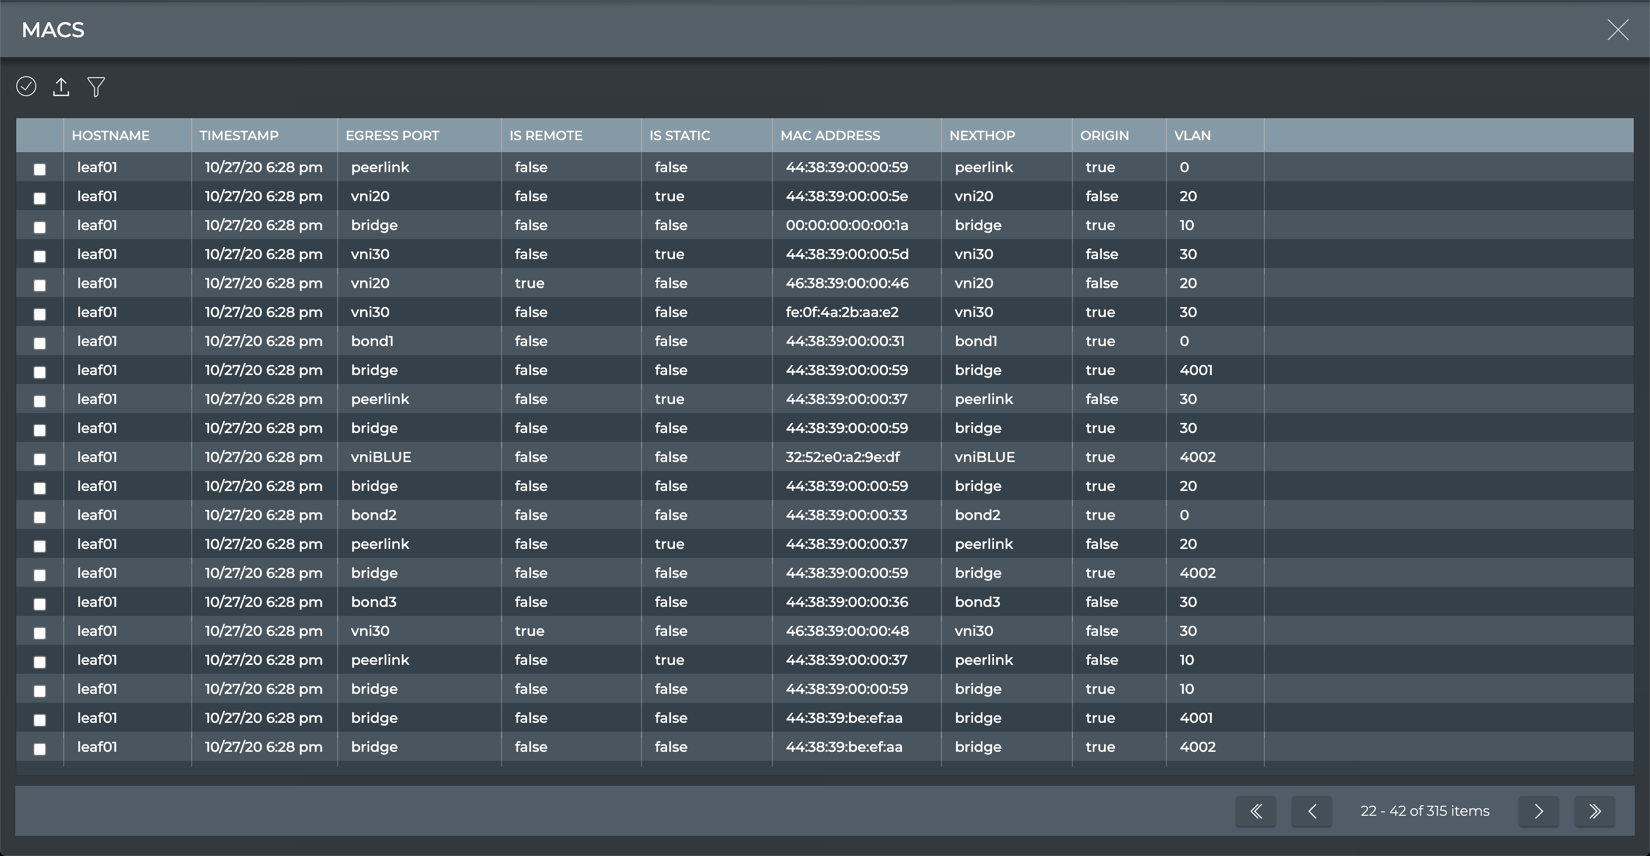 MACS
HOSTNAME TIMESTAMP EGRESS PORT IS REMOTE IS STATIC MAC ADDRESS NEXTHOP ORIGIN VLAN
leaf01 10/27/20 6:28 pm peerlink false false 44:38:39:00:00:59 peerlink true 0
leaf01 10/27/20 6:28 pm vni20 false true 44:38:39:00:00:5e vni20 false 20
leaf01 10/27/20 6:28 pm bridge false false 00:00:00:00:00:1a bridge true 10
leaf01 10/27/20 6:28 pm vni30 false true 44:38:39:00:00:5d vni30 false 30
leaf01 10/27/20 6:28 pm vni20 true false 46:38:39:00:00:46 vni20 false 20
leaf01 10/27/20 6:28 pm vni30 false false fe:0f:4a:2b:aa:e2 vni30 true 30
leaf01 10/27/20 6:28 pm bond1 false false 44:38:39:00:00:31 bond1 true 0
leaf01 10/27/20 6:28 pm bridge false false 44:38:39:00:00:59 bridge true 4001
leaf01 10/27/20 6:28 pm peerlink false true 44:38:39:00:00:37 peerlink false 30
leaf01 10/27/20 6:28 pm bridge false false 44:38:39:00:00:59 bridge true 30
leaf01 10/27/20 6:28 pm vniBLUE false false 32:52:e0:a2:9e:df vniBLUE true 4002
leaf01 10/27/20 6:28 pm bridge false false 44:38:39:00:00:59 bridge true 20
leaf01 10/27/20 6:28 pm bond2 false false 44:38:39:00:00:33 bond2 true 0
leaf01 10/27/20 6:28 pm peerlink false true 44:38:39:00:00:37 peerlink false 20
leaf01 10/27/20 6:28 pm bridge false false 44:38:39:00:00:59 bridge true 4002
leaf01 10/27/20 6:28 pm bond3 false false 44:38:39:00:00:36 bond3 false 30
leaf01 10/27/20 6:28 pm vni30 true false 46:38:39:00:00:48 vni30 false 30
leaf01 10/27/20 6:28 pm peerlink false true 44:38:39:00:00:37 peerlink false 10
leaf01 10/27/20 6:28 pm bridge false false 44:38:39:00:00:59 bridge true 10
leaf01 10/27/20 6:28 pm bridge false false 44:38:39:be:ef:aa bridge true 4001
leaf01 10/27/20 6:28 pm bridge false false 44:38:39:be:ef:aa bridge true 4002
22 - 42 of 315 items